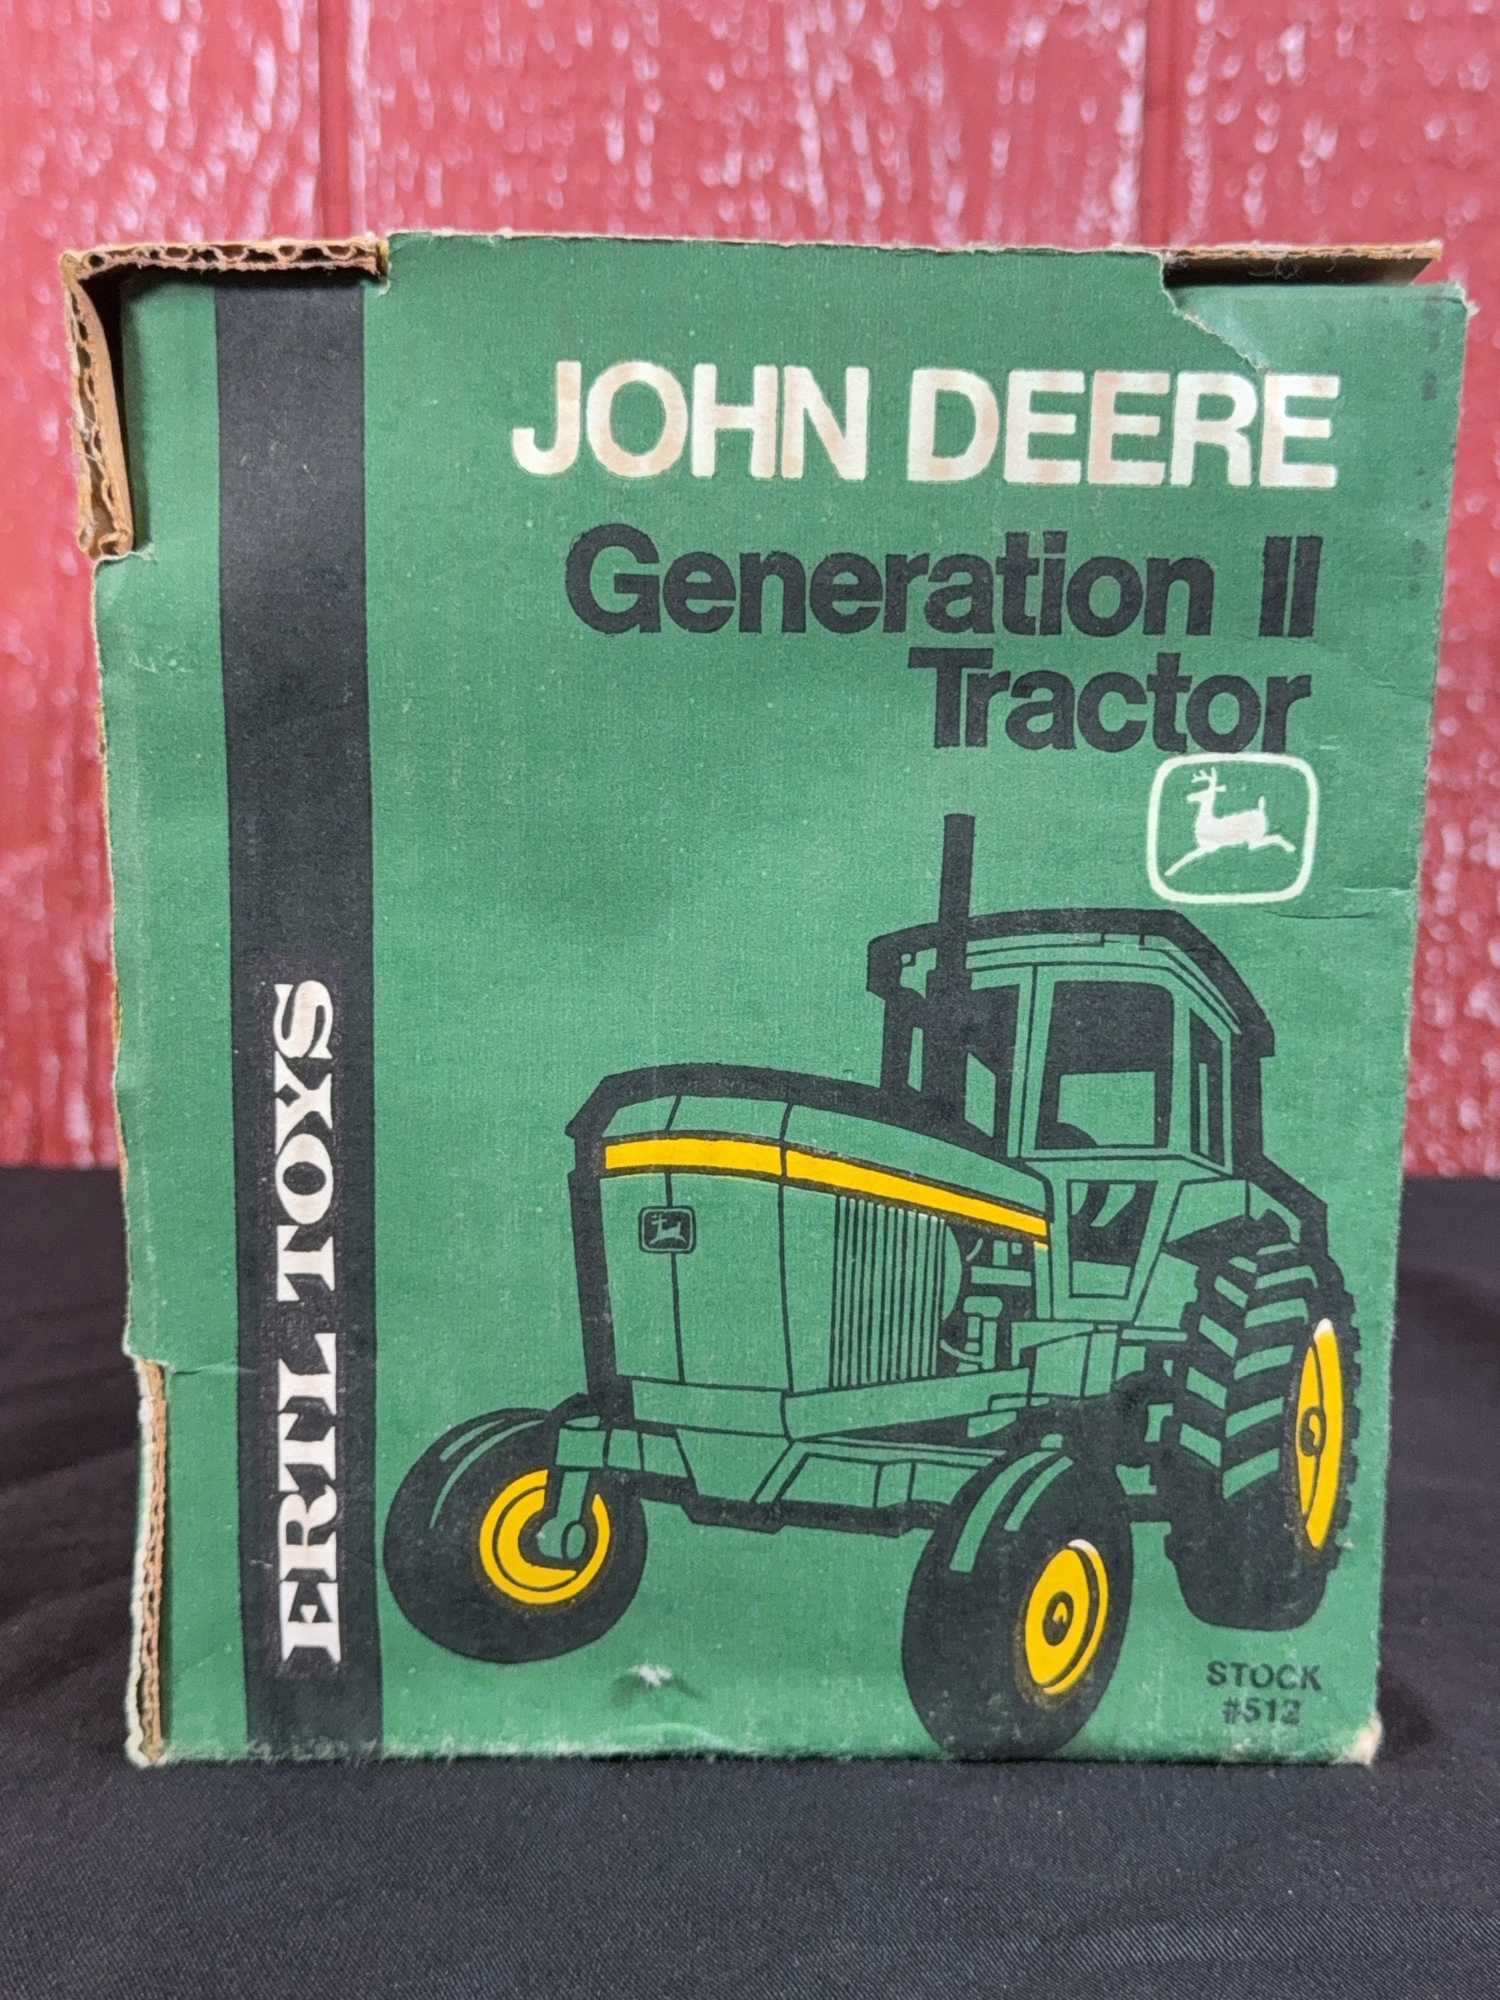 JOHN DEERE
Generation II
Tractor
ERTL TOYS
STOCK
#512